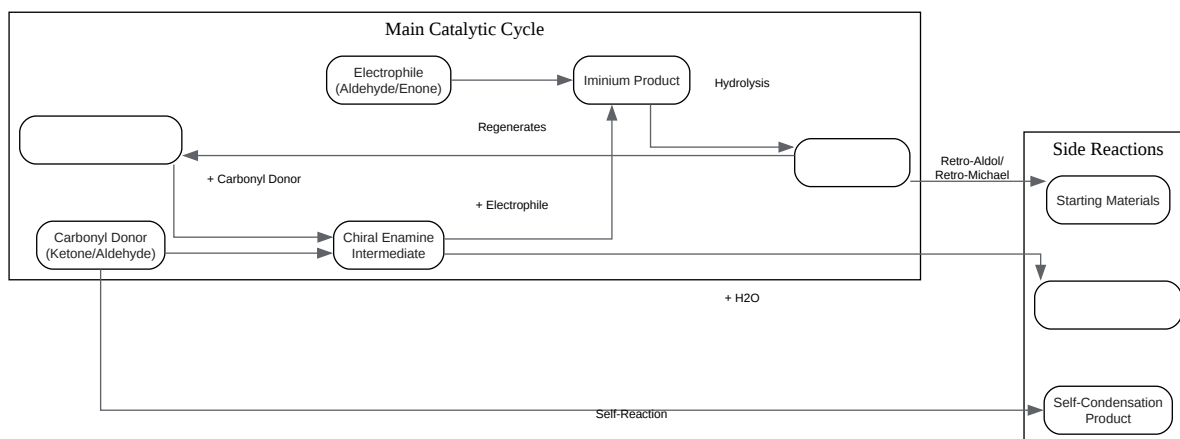 Main Catalytic Cycle
Electrophile
(Aldehyde/Enone)
Iminium Product
Hydrolysis
Regenerates
+ Carbonyl Donor
+ Electrophile
Carbonyl Donor
(Ketone/Aldehyde)
Chiral Enamine
Intermediate
Side Reactions
Retro-Aldol/
Retro-Michael
Starting Materials
+ H2O
Self-Reaction
Self-Condensation
Product